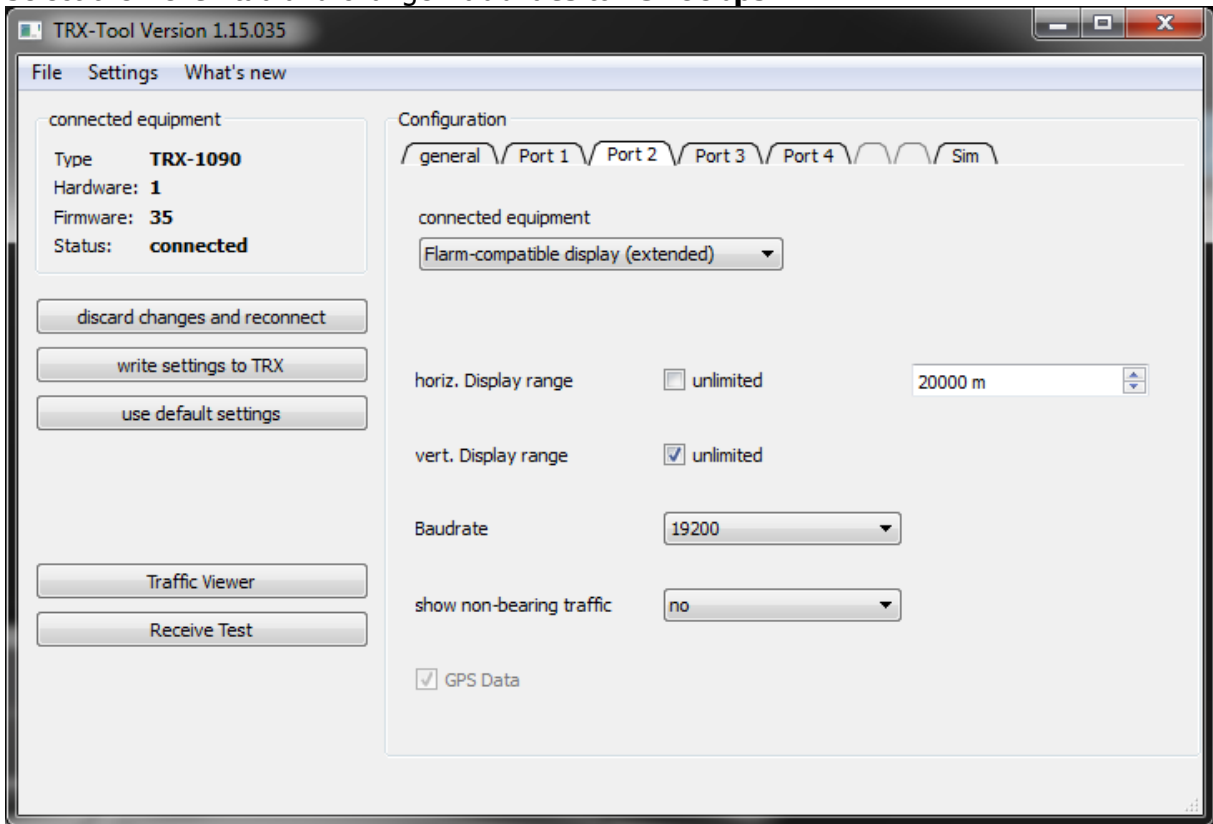 TRX-Tool Version 1.15.035
File Settings What's new
connected equipment
Type TRX-1090
Hardware: 1
Firmware: 35
Status: connected
discard changes and reconnect
write settings to TRX
use default settings
Traffic Viewer
Receive Test
Configuration
general Port 1 Port 2 Port 3 Port 4 Sim
connected equipment
Flarm-compatible display (extended)
horiz. Display range unlimited 20000 m
vert. Display range unlimited
Baudrate 19200
show non-bearing traffic no
GPS Data